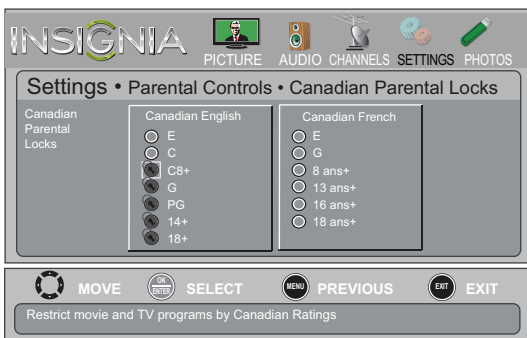 INSIGNIA
PICTURE AUDIO CHANNELS SETTINGS PHOTOS
Settings • Parental Controls • Canadian Parental Locks
Canadian
Parental
Locks
Canadian English
E
C
C8+
G
PG
14+
18+
Canadian French
E
G
8 ans+
13 ans+
16 ans+
18 ans+
MOVE OK ENTER SELECT MENU PREVIOUS EXIT EXIT
Restrict movie and TV programs by Canadian Ratings